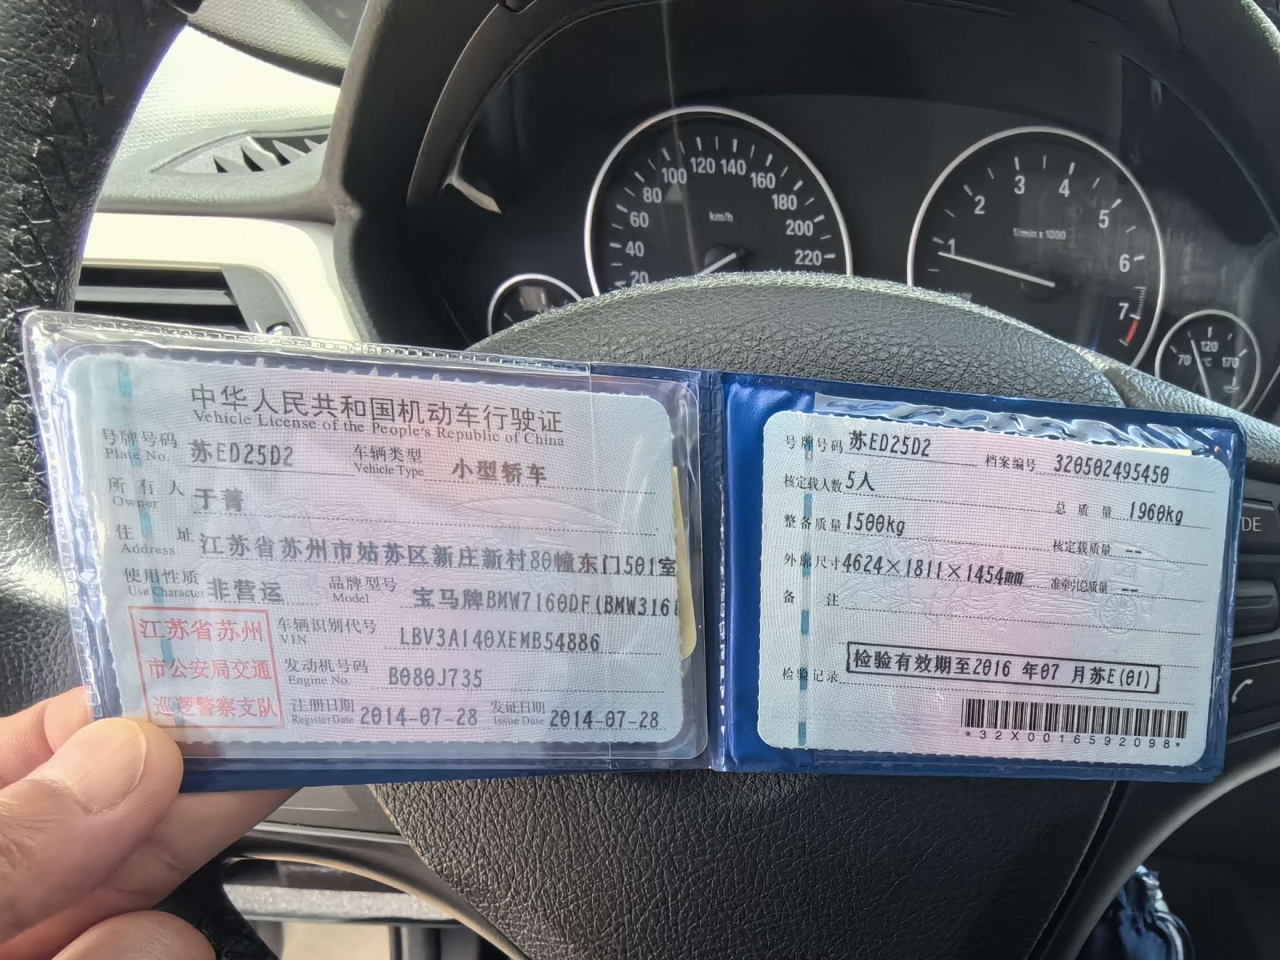 中华人民共和国机动车行驶证
Vehicle License of the People's Republic of China
号牌号码 Plate No. 苏ED25D2 车辆类型 Vehicle Type 小型轿车
所有人 Owner 于菁
住址 Address 江苏省苏州市姑苏区新庄新村80幢东门501室
使用性质 Use Character 非营运 品牌型号 Model 宝马牌BMW7160DF(BMW316i
江苏省苏州
市公安局交通
巡逻警察支队
车辆识别代号 VIN LBV3A140XEMB54886
发动机号码 Engine No. B080J735
注册日期 Register Date 2014-07-28 发证日期 Issue Date 2014-07-28
号牌号码 苏ED25D2 档案编号 320502495450
核定载人数 5人 总质量 1960kg
整备质量 1500kg 核定载质量 --
外廓尺寸 4624×1811×1454mm 准牵引总质量 --
备注
检验记录 检验有效期至2016 年07 月苏E(01)
*32X0016592098*
20
40
60
80
100
120
140
160
180
200
220
km/h
1
2
3
4
5
6
7
1/min x 1000
70
120
170
°C
DE